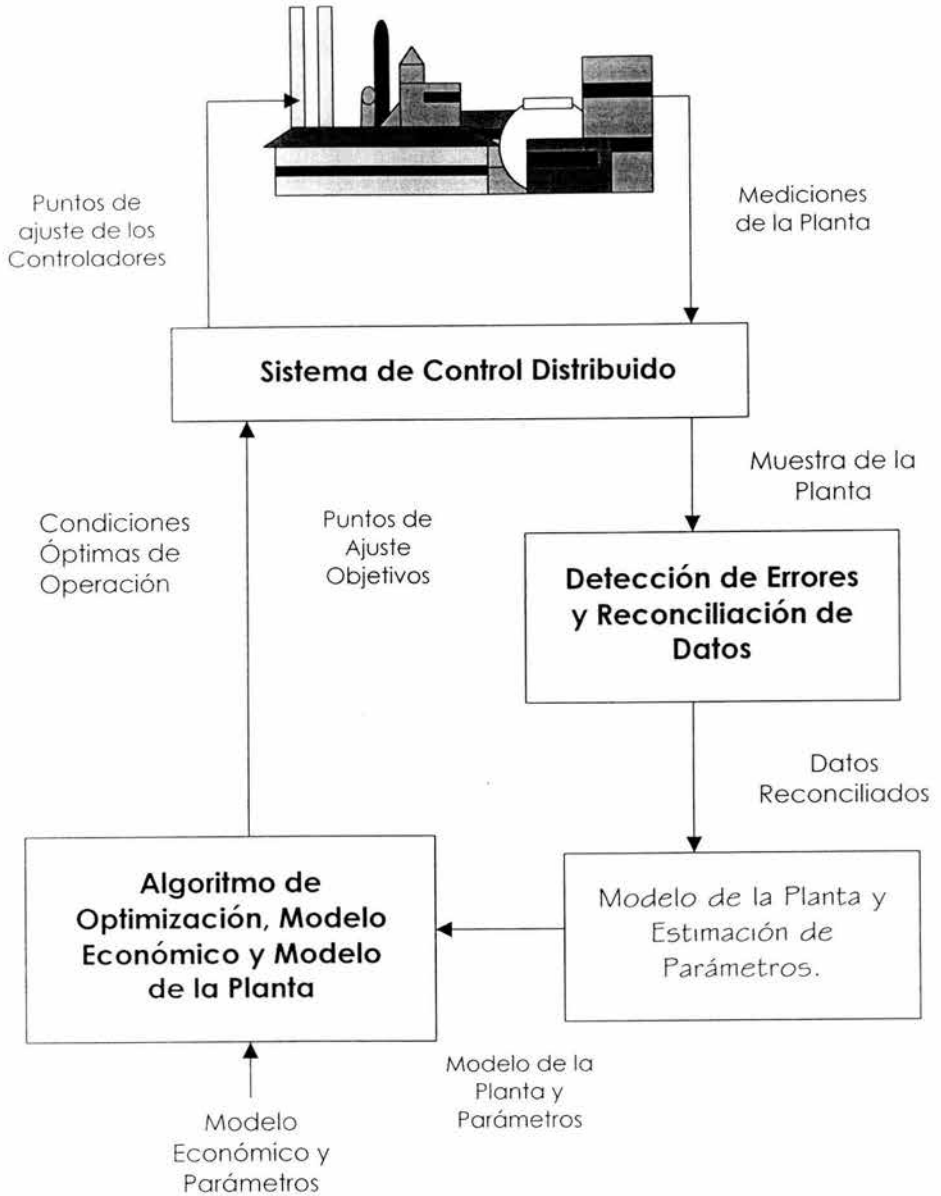 Puntos de
ajuste de los
Controladores
Mediciones
de la Planta
Sistema de Control Distribuido
Muestra de la
Planta
Condiciones
Óptimas de
Operación
Puntos de
Ajuste
Objetivos
Detección de Errores
y Reconciliación de
Datos
Datos
Reconciliados
Algoritmo de
Optimización, Modelo
Económico y Modelo
de la Planta
Modelo de la Planta y
Estimación de
Parámetros.
Modelo de la
Planta y
Parámetros
Modelo
Económico y
Parámetros